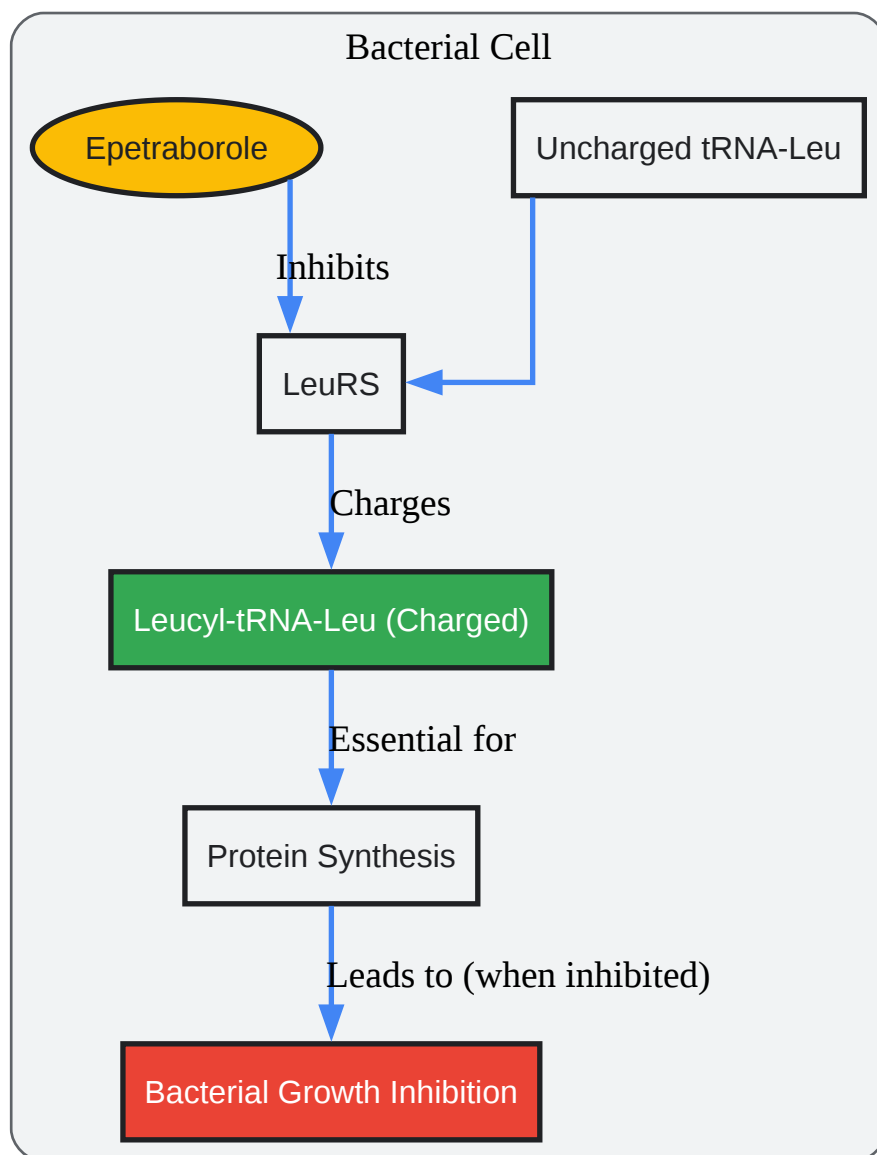 Bacterial Cell
Epetraborole
Uncharged tRNA-Leu
Inhibits
LeuRS
Charges
Leucyl-tRNA-Leu (Charged)
Essential for
Protein Synthesis
Leads to (when inhibited)
Bacterial Growth Inhibition